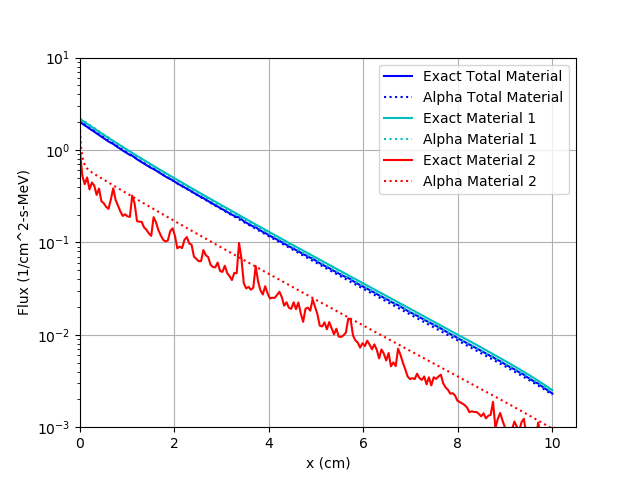 Exact Total Material
Alpha Total Material
Exact Material 1
Alpha Material 1
Exact Material 2
Alpha Material 2
Flux (1/cm^2-s-MeV)
10^1
10^0
10^−1
10^−2
10^−3
0 2 4 6 8 10
x (cm)